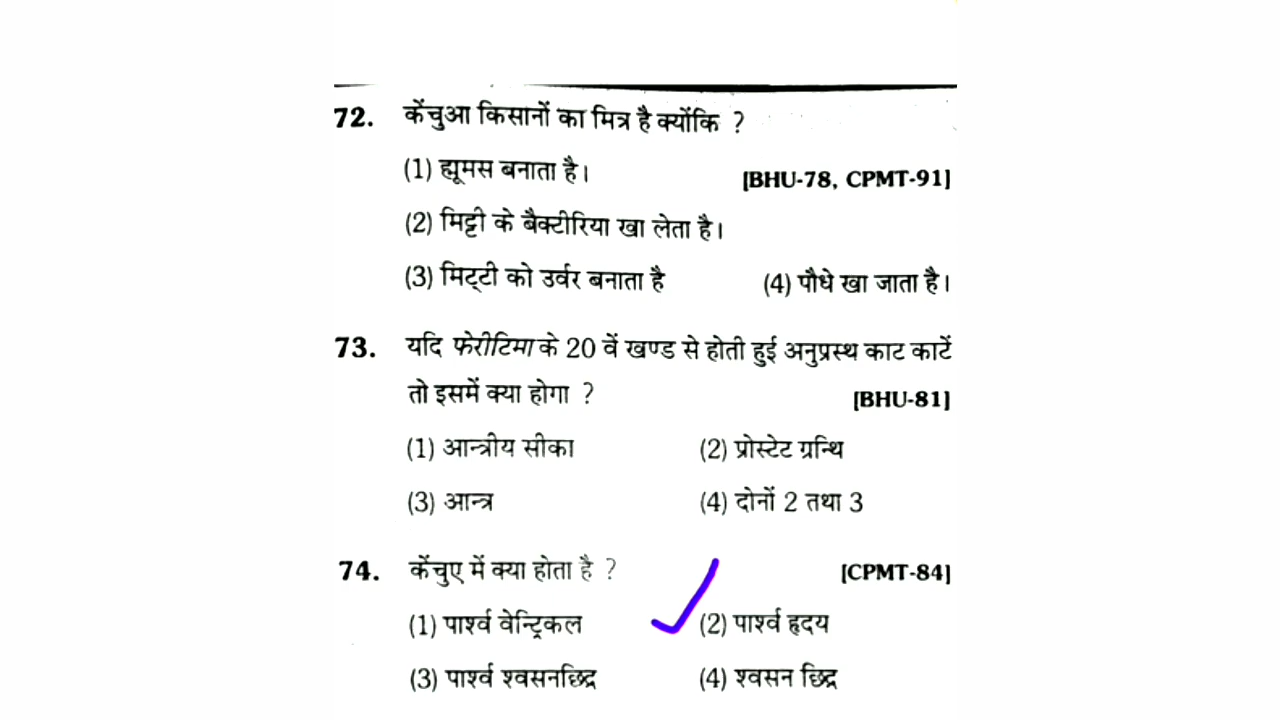 72. केंचुआ किसानों का मित्र है क्योंकि ?
(1) ह्यूमस बनाता है। [BHU-78, CPMT-91]
(2) मिट्टी के बैक्टीरिया खा लेता है।
(3) मिट्टी को उर्वर बनाता है (4) पौधे खा जाता है।
73. यदि फेरीटिमा के 20 वें खण्ड से होती हुई अनुप्रस्थ काट काटें
तो इसमें क्या होगा ? [BHU-81]
(1) आन्त्रीय सीका (2) प्रोस्टेट ग्रन्थि
(3) आन्त्र (4) दोनों 2 तथा 3
74. केंचुए में क्या होता है ? [CPMT-84]
(1) पार्श्व वेन्ट्रिकल (2) पार्श्व हृदय
(3) पार्श्व श्वसनछिद्र (4) श्वसन छिद्र